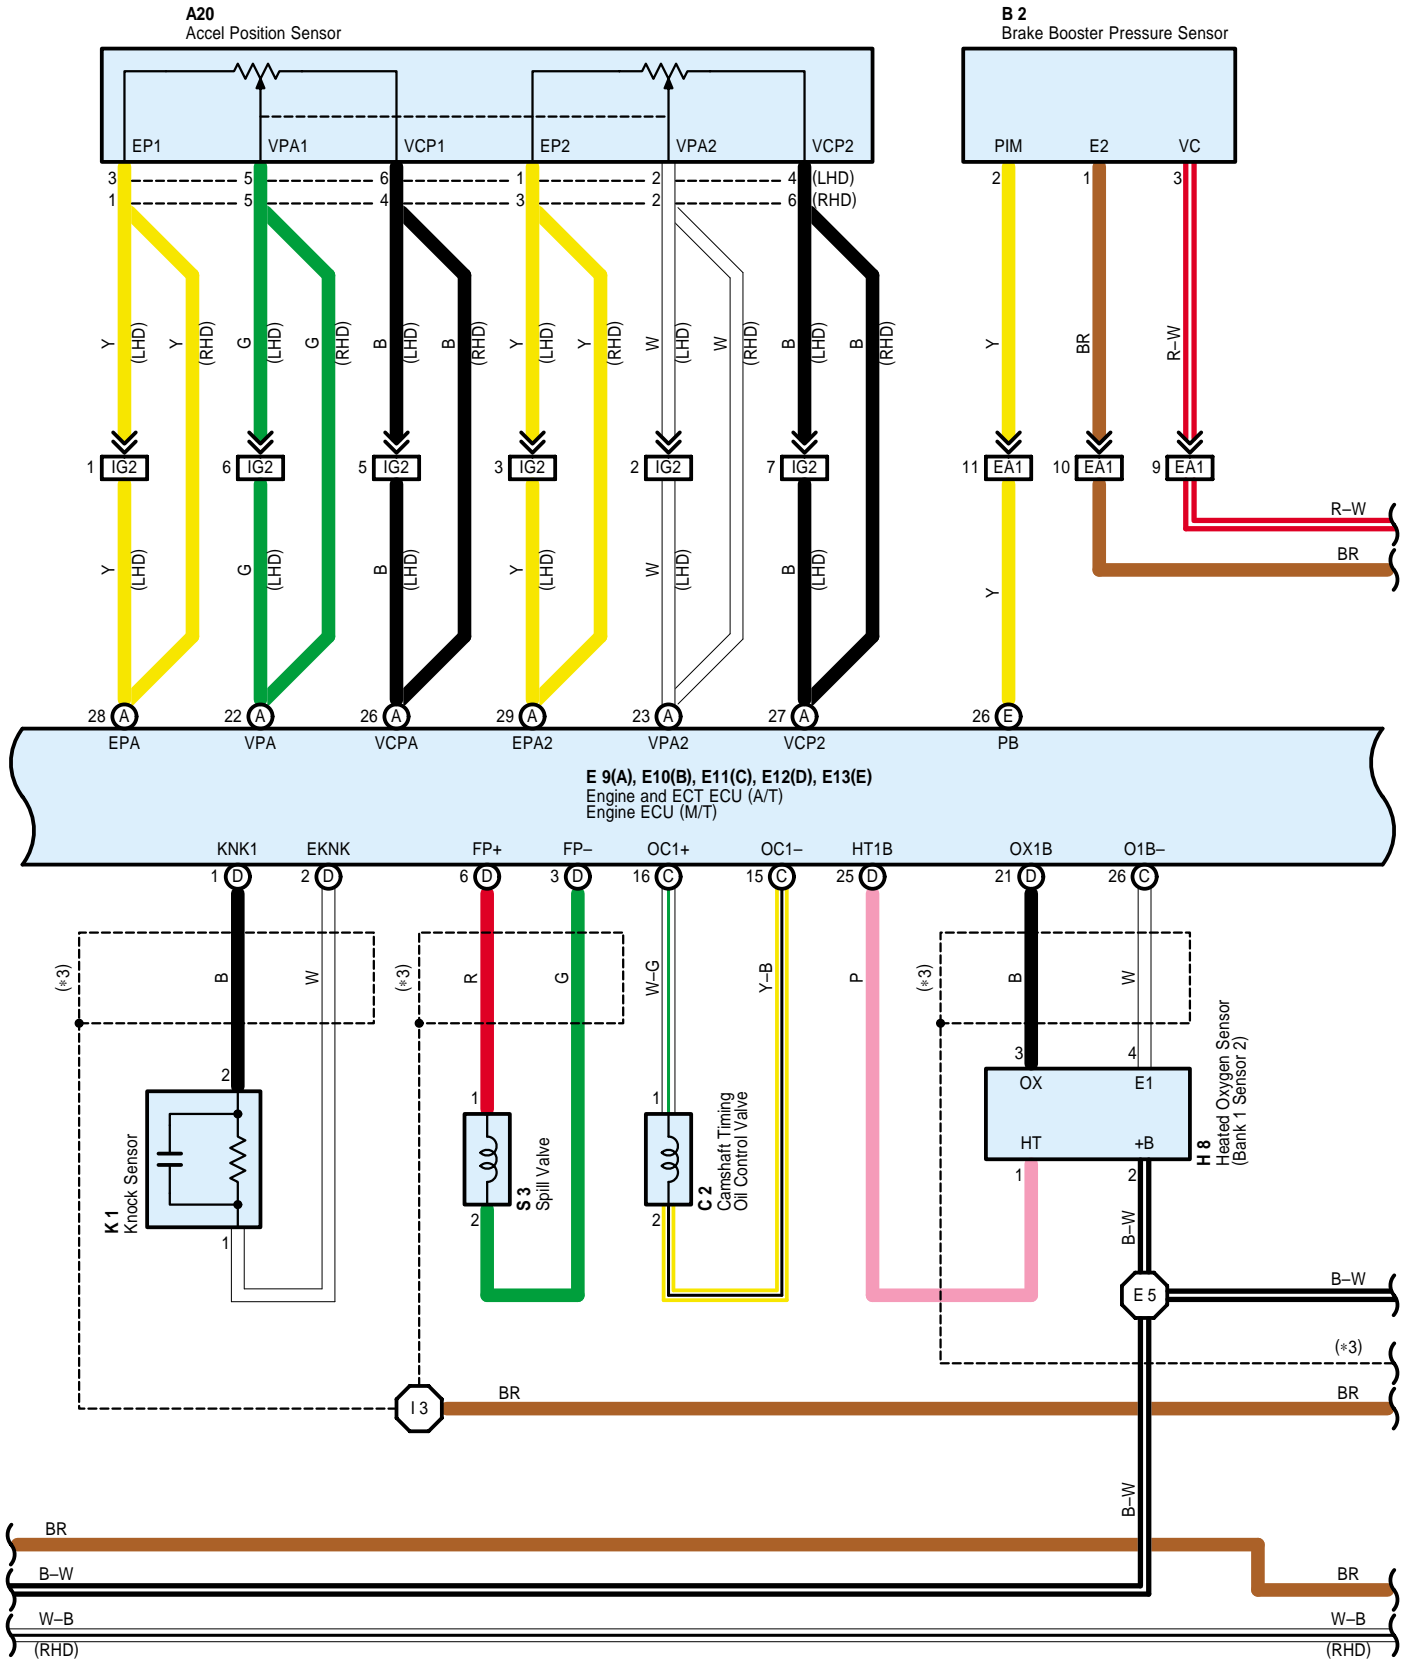 A20
Accel Position Sensor
B 2
Brake Booster Pressure Sensor
EP1 VPA1 VCP1 EP2 VPA2 VCP2 PIM E2 VC
3 5 6 1 2 4 (LHD) 2 1 3
1 5 4 3 2 6 (RHD)
Y (LHD) Y (RHD) G (LHD) G (RHD) B (LHD) B (RHD) Y (LHD) Y (RHD) W (LHD) W (RHD) B (LHD) B (RHD) Y BR R–W
1 IG2 6 IG2 5 IG2 3 IG2 2 IG2 7 IG2 11 EA1 10 EA1 9 EA1
R–W
BR
Y (LHD) G (LHD) B (LHD) Y (LHD) W (LHD) B (LHD) Y
28 A 22 A 26 A 29 A 23 A 27 A 26 E
EPA VPA VCPA EPA2 VPA2 VCP2 PB
E 9(A), E10(B), E11(C), E12(D), E13(E)
Engine and ECT ECU (A/T)
Engine ECU (M/T)
KNK1 EKNK FP+ FP– OC1+ OC1– HT1B OX1B O1B–
1 D 2 D 6 D 3 D 16 C 15 C 25 D 21 D 26 C
(∗3) B W (∗3) R G W–G Y–B P (∗3) B W
3 4
OX E1
HT +B
1 2
H 8
Heated Oxygen Sensor
(Bank 1 Sensor 2)
2
1
K 1
Knock Sensor
1
2
S 3
Spill Valve
1
2
C 2
Camshaft Timing
Oil Control Valve
B–W
E 5
B–W
(∗3)
I 3
BR
BR
B–W
BR
B–W
BR
W–B
W–B
(RHD)
(RHD)